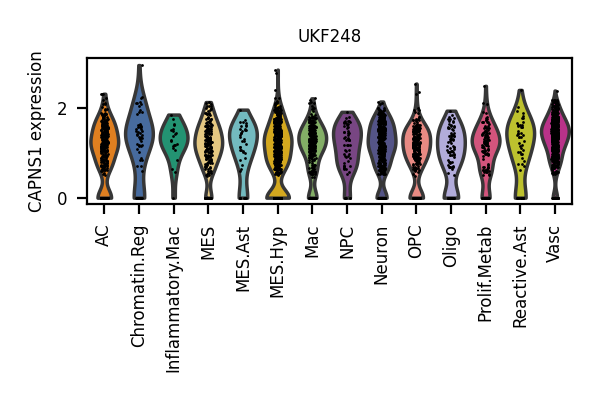 UKF248
CAPNS1 expression
2
0
AC
Chromatin.Reg
Inflammatory.Mac
MES
MES.Ast
MES.Hyp
Mac
NPC
Neuron
OPC
Oligo
Prolif.Metab
Reactive.Ast
Vasc